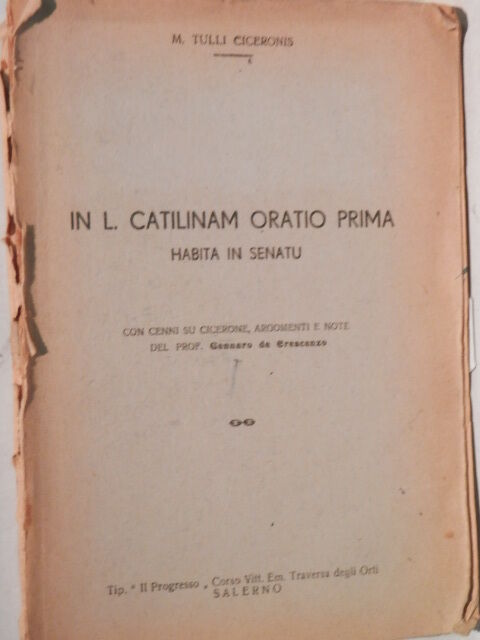 M. TULLI CICERONIS
IN L. CATILINAM ORATIO PRIMA
HABITA IN SENATU
CON CENNI SU CICERONE, ARGOMENTI E NOTE
DEL PROF. Gennaro de Crescenzo
Tip. "Il Progresso„ Corso Vitt. Em. Traversa degli Orti
SALERNO